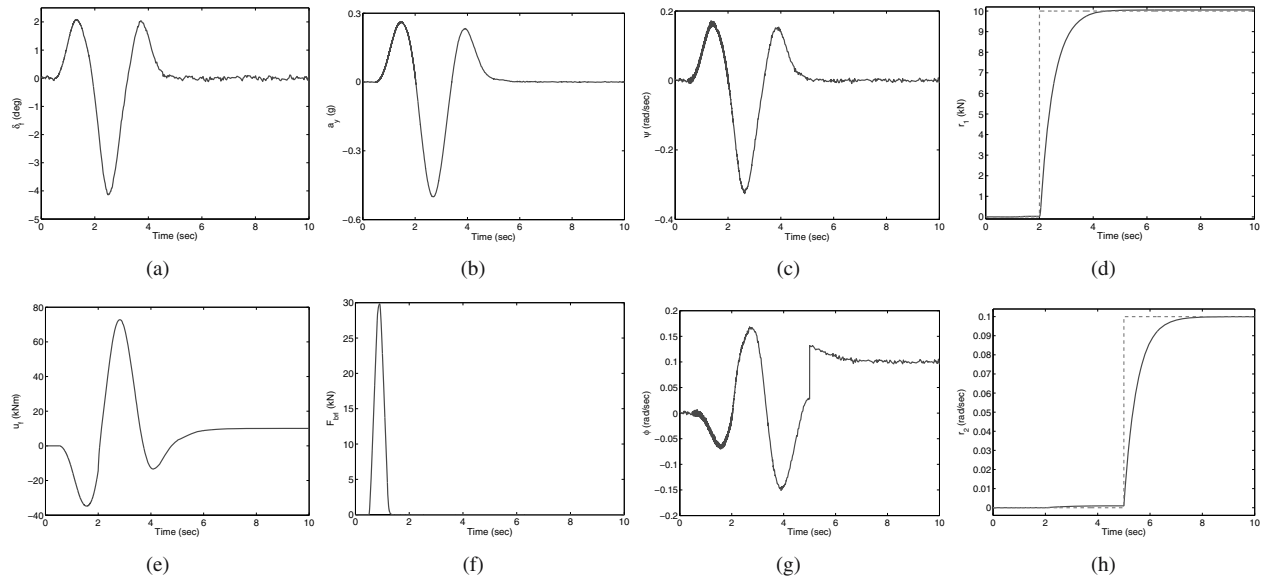 2
1
0
−1
−2
−3
−4
−5
δf (deg)
0 2 4 6 8 10
Time (sec)
(a)
0.3
0
−0.3
−0.6
a_y (g)
0 2 4 6 8 10
Time (sec)
(b)
0.2
0
−0.2
−0.4
ψ (rad/sec)
0 2 4 6 8 10
Time (sec)
(c)
10
9
8
7
6
5
4
3
2
1
0
r1 (kN)
0 2 4 6 8 10
Time (sec)
(d)
80
60
40
20
0
−20
−40
u_f (kNm)
0 2 4 6 8 10
Time (sec)
(e)
30
25
20
15
10
5
0
F_brl (kN)
0 2 4 6 8 10
Time (sec)
(f)
0.2
0.15
0.1
0.05
0
−0.05
−0.1
−0.15
−0.2
ϕ (rad/sec)
0 2 4 6 8 10
Time (sec)
(g)
0.1
0.09
0.08
0.07
0.06
0.05
0.04
0.03
0.02
0.01
0
r2 (rad/sec)
0 2 4 6 8 10
Time (sec)
(h)